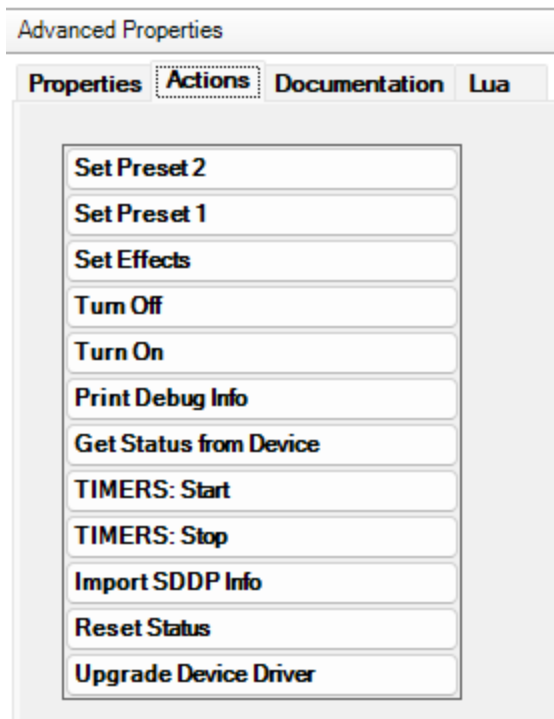 Advanced Properties
Properties Actions Documentation Lua
Set Preset 2
Set Preset 1
Set Effects
Turn Off
Turn On
Print Debug Info
Get Status from Device
TIMERS: Start
TIMERS: Stop
Import SDDP Info
Reset Status
Upgrade Device Driver